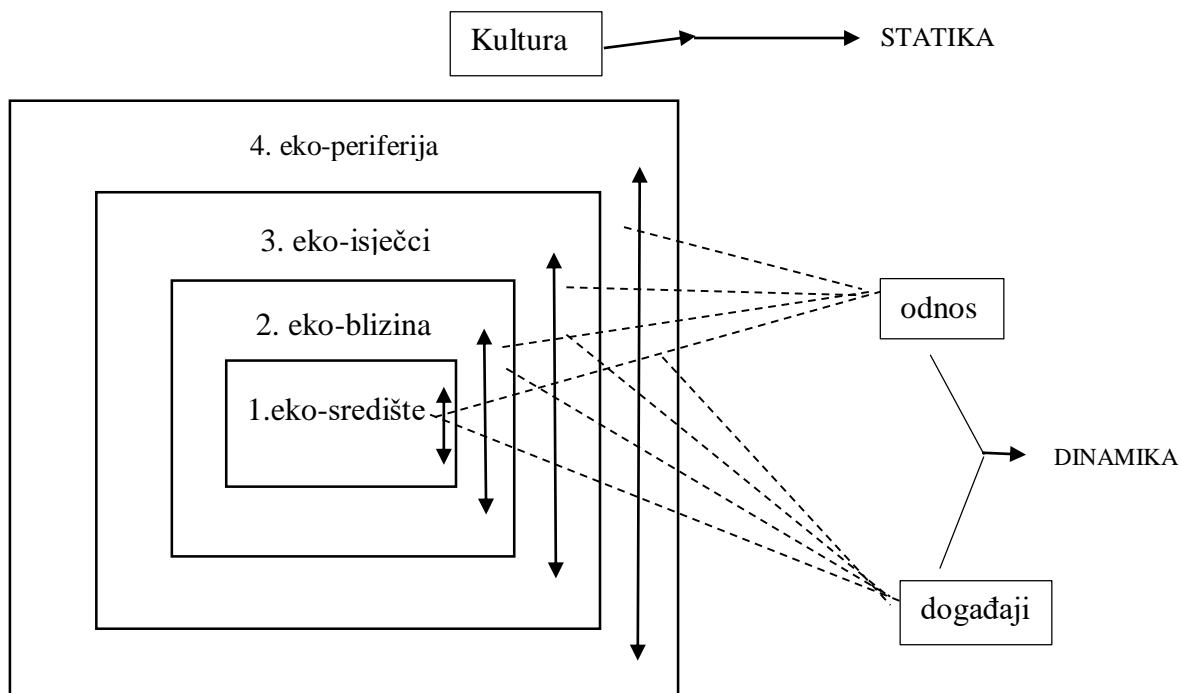 Kultura
STATIKA
4. eko-periferija
3. eko-isječci
2. eko-blizina
odnos
1.eko-središte
DINAMIKA
događaji